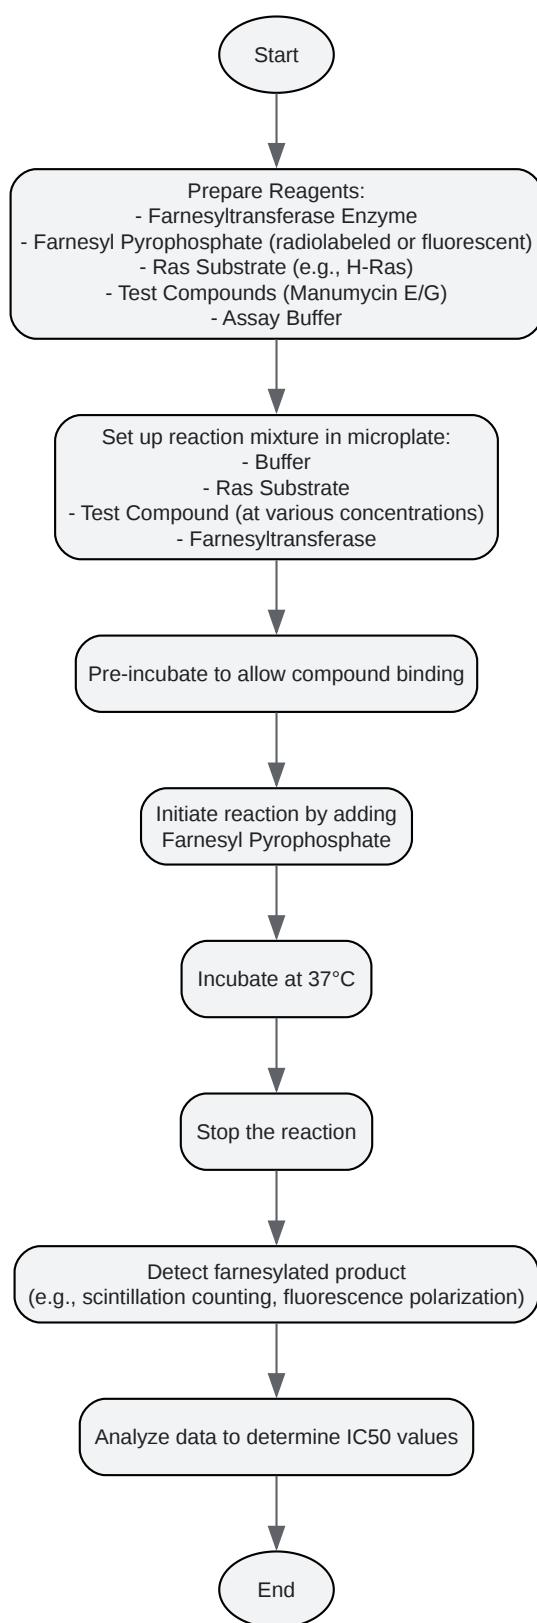 Start
Prepare Reagents:
- Farnesyltransferase Enzyme
- Farnesyl Pyrophosphate (radiolabeled or fluorescent)
- Ras Substrate (e.g., H-Ras)
- Test Compounds (Manumycin E/G)
- Assay Buffer
Set up reaction mixture in microplate:
- Buffer
- Ras Substrate
- Test Compound (at various concentrations)
- Farnesyltransferase
Pre-incubate to allow compound binding
Initiate reaction by adding
Farnesyl Pyrophosphate
Incubate at 37°C
Stop the reaction
Detect farnesylated product
(e.g., scintillation counting, fluorescence polarization)
Analyze data to determine IC50 values
End